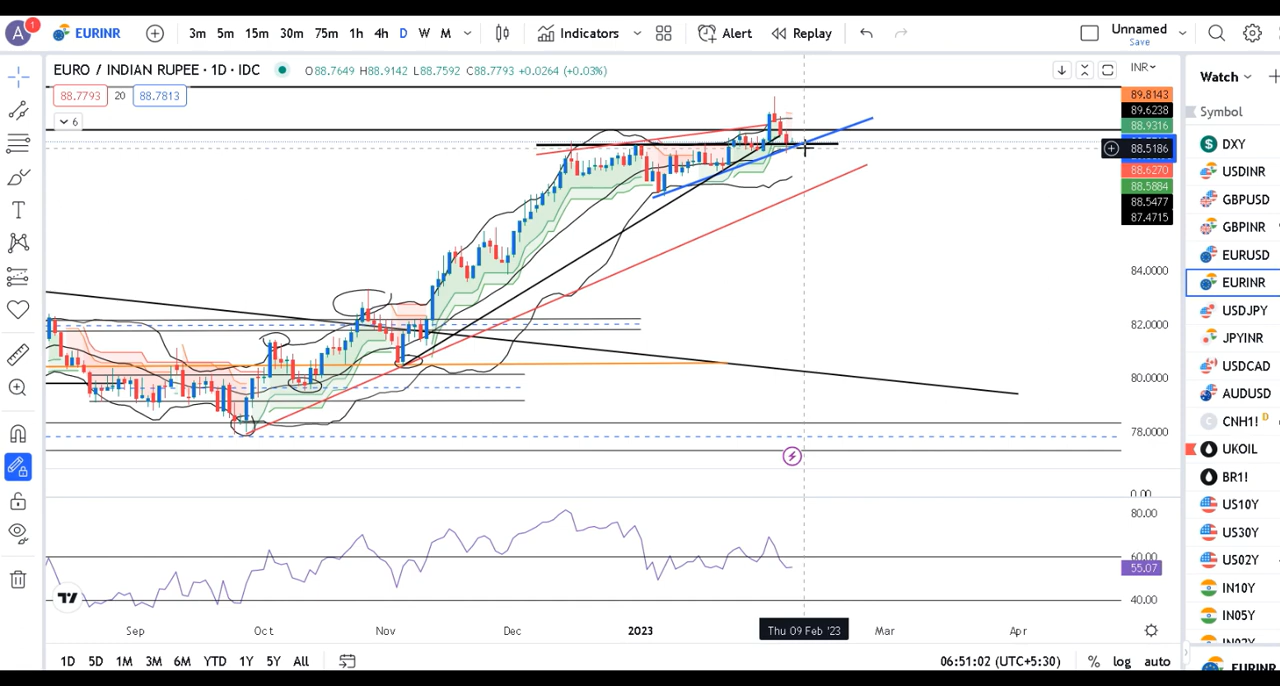 A 1 EURINR 3m 5m 15m 30m 75m 1h 4h D W M Indicators Alert Replay Unnamed
Save
EURO / INDIAN RUPEE · 1D · IDC O88.7649 H88.9142 L88.7592 C88.7793 +0.0264 (+0.03%) INR
Watch
88.7793 20 88.7813
6
89.8143
89.6238
88.9316
88.5186
88.6270
88.5884
88.5477
87.4715
84.0000
82.0000
80.0000
78.0000
0.00
80.00
60.00
55.07
40.00
Symbol
DXY
USDINR
GBPUSD
GBPINR
EURUSD
EURINR
USDJPY
JPYINR
USDCAD
AUDUSD
CNH1! D
UKOIL
BR1!
US10Y
US30Y
US02Y
IN10Y
IN05Y
EURINR
Sep Oct Nov Dec 2023 Thu 09 Feb '23 Mar Apr
1D 5D 1M 3M 6M YTD 1Y 5Y All 06:51:02 (UTC+5:30) % log auto